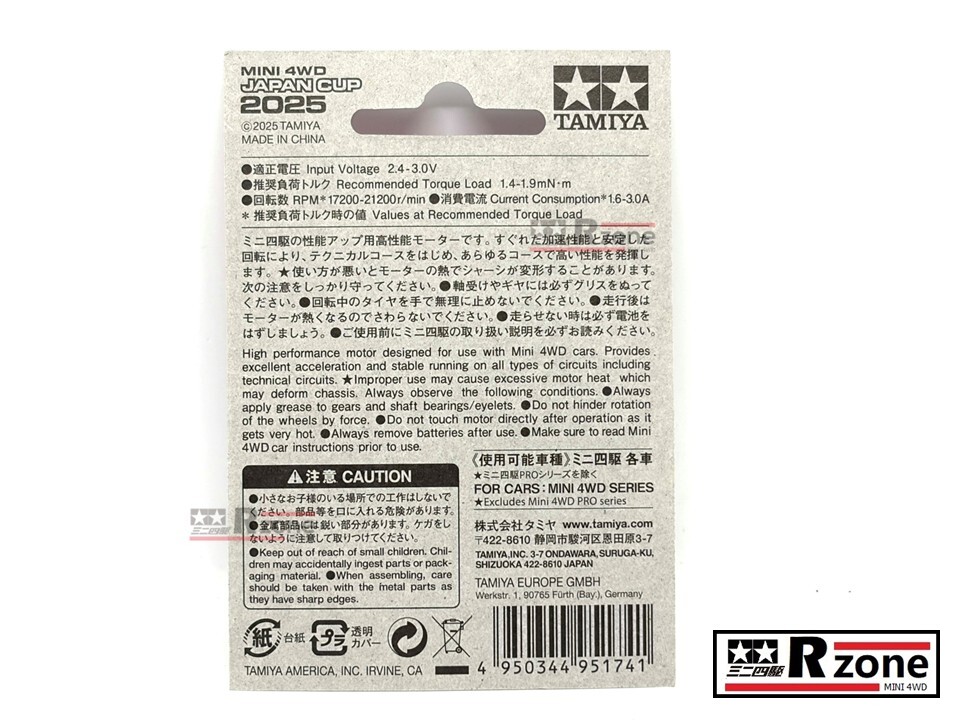 MINI 4WD
JAPAN CUP
2025
©2025 TAMIYA
MADE IN CHINA
TAMIYA
●適正電圧 Input Voltage 2.4-3.0V
●推奨負荷トルク Recommended Torque Load 1.4-1.9mN・m
●回転数 RPM*17200-21200r/min ●消費電流 Current Consumption*1.6-3.0A
* 推奨負荷トルク時の値 Values at Recommended Torque Load
R zone
ミニ四駆の性能アップ用高性能モーターです。すぐれた加速性能と安定した
回転により、テクニカルコースをはじめ、あらゆるコースで高い性能を発揮し
ます。★使い方が悪いとモーターの熱でシャーシが変形することがあります。
次の注意をしっかり守ってください。●軸受けやギヤには必ずグリスをぬって
ください。●回転中のタイヤを手で無理に止めないでください。●走行後は
モーターが熱くなるのでさわらないでください。●走らせない時は必ず電池を
はずしましょう。●ご使用前にミニ四駆の取り扱い説明を必ずお読みください。
High performance motor designed for use with Mini 4WD cars. Provides
excellent acceleration and stable running on all types of circuits including
technical circuits. ★Improper use may cause excessive motor heat which
may deform chassis. Always observe the following conditions. ●Always
apply grease to gears and shaft bearings/eyelets. ●Do not hinder rotation
of the wheels by force. ●Do not touch motor directly after operation as it
gets very hot. ●Always remove batteries after use. ●Make sure to read Mini
4WD car instructions prior to use.
注意 CAUTION
●小さなお子様のいる場所での工作はしないで
ください。部品等を口に入れる危険があります。
●金属部品には鋭い部分があります。ケガをし
ないように注意して取りつけてください。
●Keep out of reach of small children. Chil-
dren may accidentally ingest parts or pack-
aging material. ●When assembling, care
should be taken with the metal parts as
they have sharp edges.
ミニ四駆 R zone
《使用可能車種》ミニ四駆 各車
★ミニ四駆PROシリーズを除く
FOR CARS : MINI 4WD SERIES
★Excludes Mini 4WD PRO series
株式会社タミヤ www.tamiya.com
〒422-8610 静岡市駿河区恩田原3-7
TAMIYA, INC. 3-7 ONDAWARA, SURUGA-KU,
SHIZUOKA 422-8610 JAPAN
TAMIYA EUROPE GMBH
Werkstr. 1, 90765 Fürth (Bay.), Germany
紙 台紙 プラ 透明
カバー
TAMIYA AMERICA, INC. IRVINE, CA
4 950344 951741
ミニ四駆 R zone
MINI 4WD